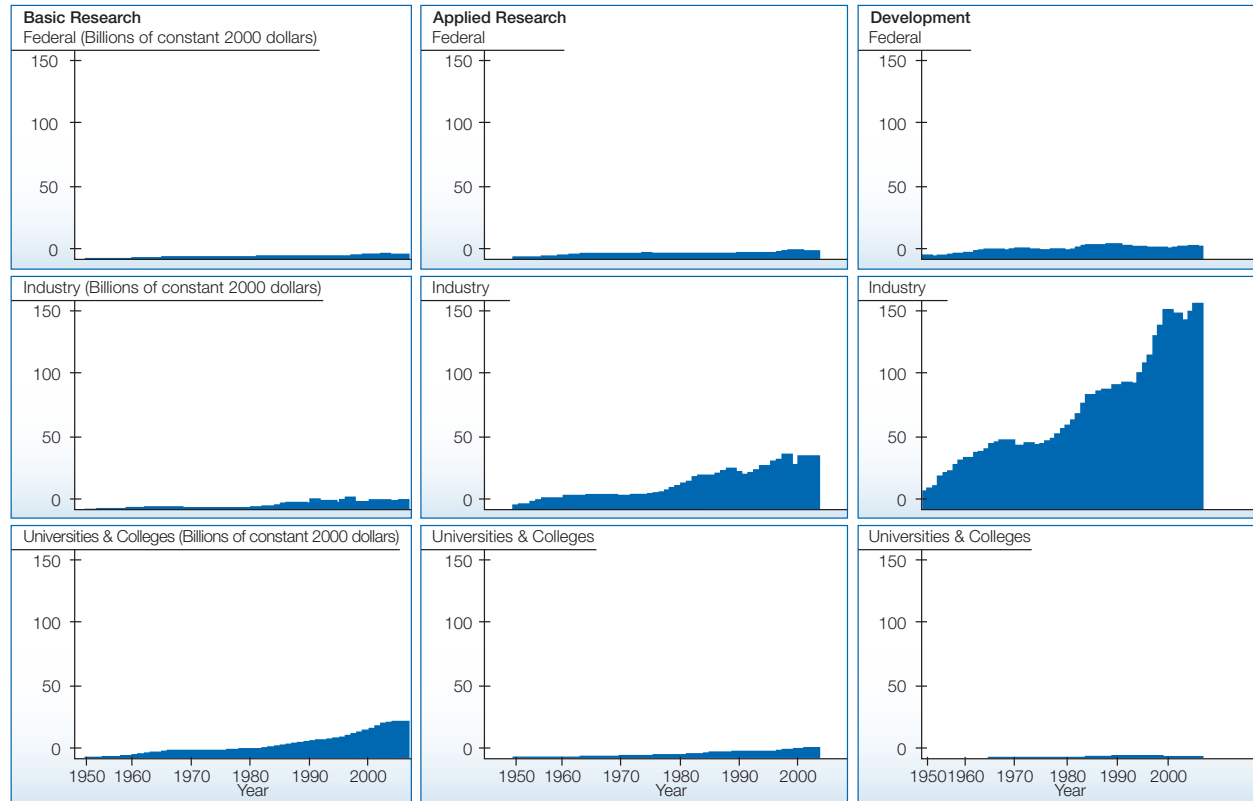 Basic Research
Federal (Billions of constant 2000 dollars)
150
100
50
0
Applied Research
Federal
150
100
50
0
Development
Federal
150
100
50
0
Industry (Billions of constant 2000 dollars)
150
100
50
0
Industry
150
100
50
0
Industry
150
100
50
0
Universities & Colleges (Billions of constant 2000 dollars)
150
100
50
0
1950 1960 1970 1980 1990 2000
Year
Universities & Colleges
150
100
50
0
1950 1960 1970 1980 1990 2000
Year
Universities & Colleges
150
100
50
0
1950 1960 1970 1980 1990 2000
Year